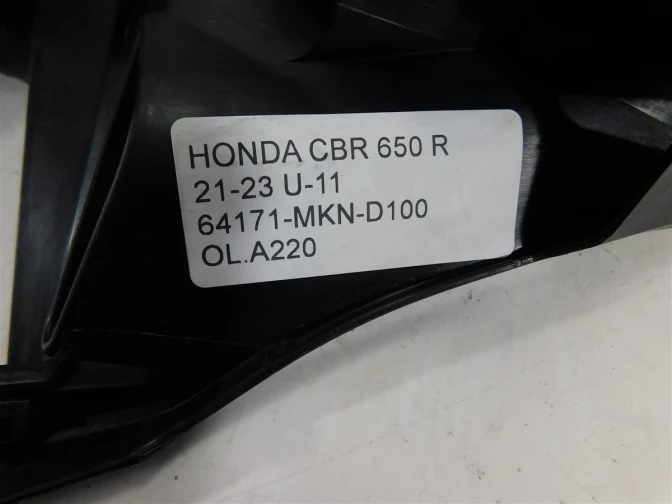 HONDA CBR 650 R
21-23 U-11
64171-MKN-D100
OL.A220